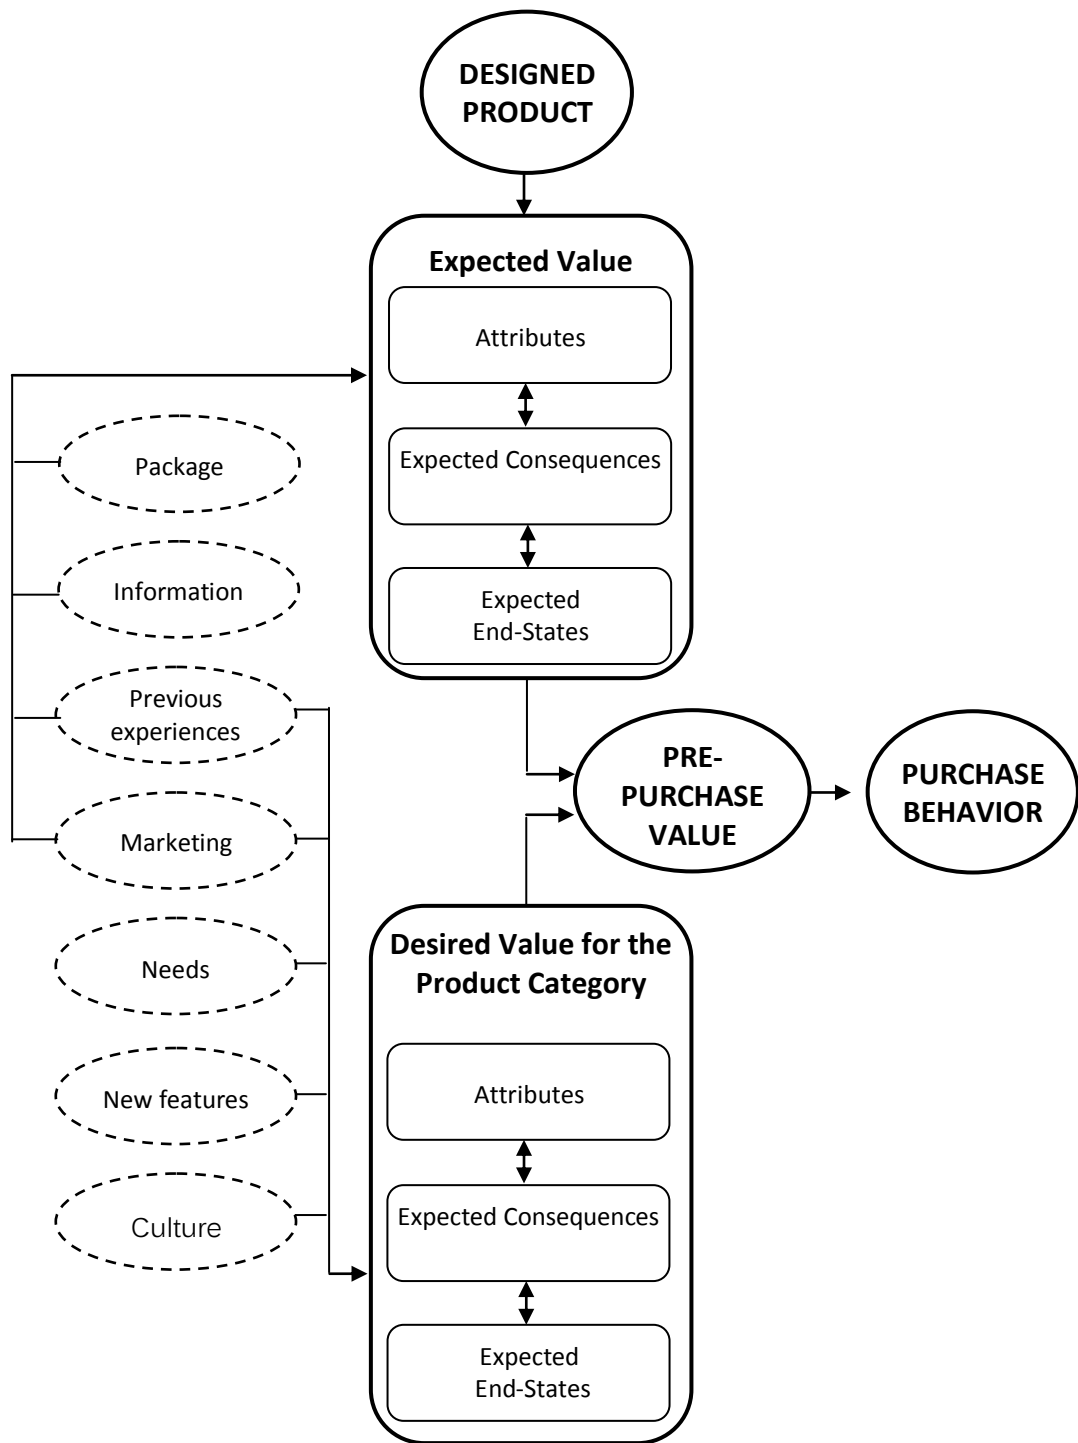 DESIGNED
PRODUCT
Expected Value
Attributes
Expected Consequences
Expected
End-States
Package
Information
Previous
experiences
Marketing
Needs
New features
Culture
PRE-
PURCHASE
VALUE
PURCHASE
BEHAVIOR
Desired Value for the
Product Category
Attributes
Expected Consequences
Expected
End-States